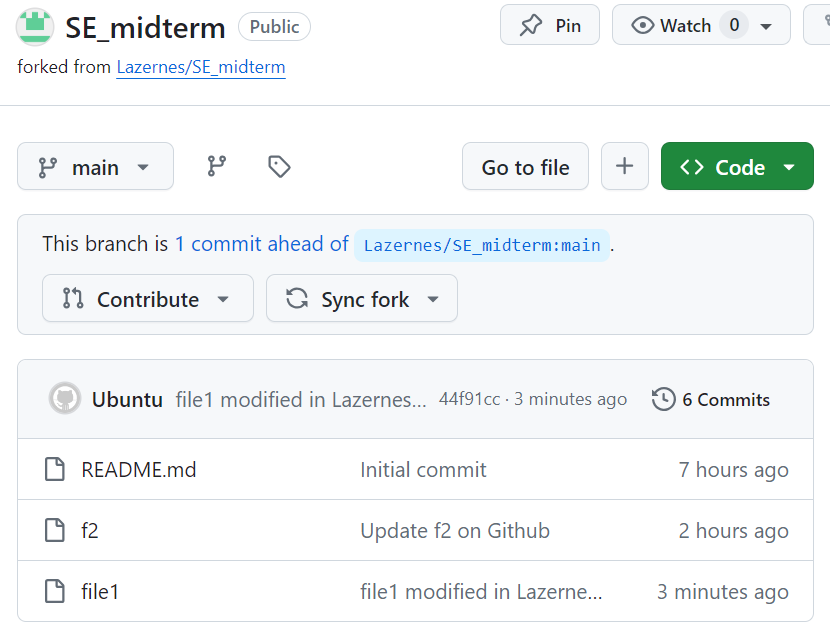 SE_midterm Public Pin Watch 0
forked from Lazernes/SE_midterm
main Go to file + <> Code
This branch is 1 commit ahead of Lazernes/SE_midterm:main .
Contribute Sync fork
Ubuntu file1 modified in Lazernes... 44f91cc · 3 minutes ago 6 Commits
README.md Initial commit 7 hours ago
f2 Update f2 on Github 2 hours ago
file1 file1 modified in Lazerne... 3 minutes ago